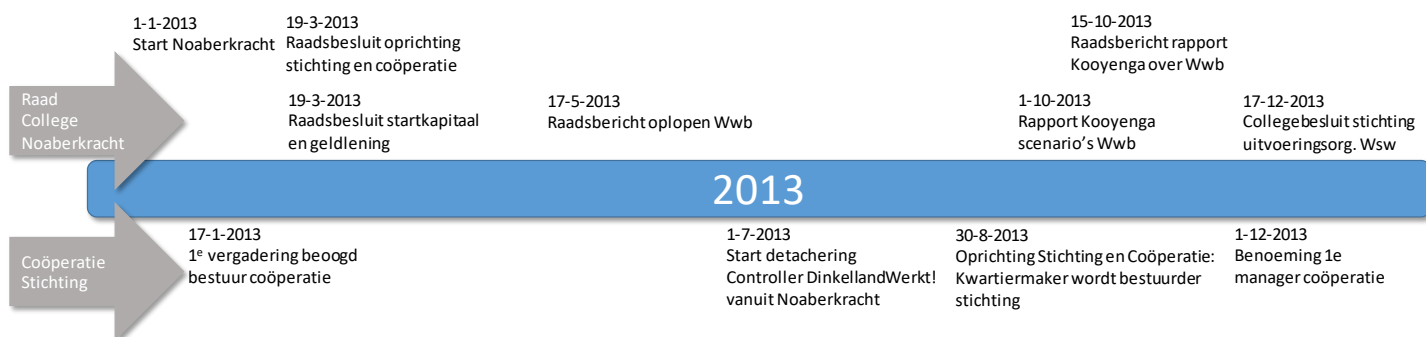 1-1-2013
Start Noaberkracht
19-3-2013
Raadsbesluit oprichting
stichting en coöperatie
15-10-2013
Raadsbericht rapport
Kooyenga over Wwb
Raad
College
Noaberkracht
19-3-2013
Raadsbesluit startkapitaal
en geldlening
17-5-2013
Raadsbericht oplopen Wwb
1-10-2013
Rapport Kooyenga
scenario's Wwb
17-12-2013
Collegebesluit stichting
uitvoeringsorg. Wsw
2013
Coöperatie
Stichting
17-1-2013
1e vergadering beoogd
bestuur coöperatie
1-7-2013
Start detachering
Controller DinkellandWerkt!
vanuit Noaberkracht
30-8-2013
Oprichting Stichting en Coöperatie:
Kwartiermaker wordt bestuurder
stichting
1-12-2013
Benoeming 1e
manager coöperatie